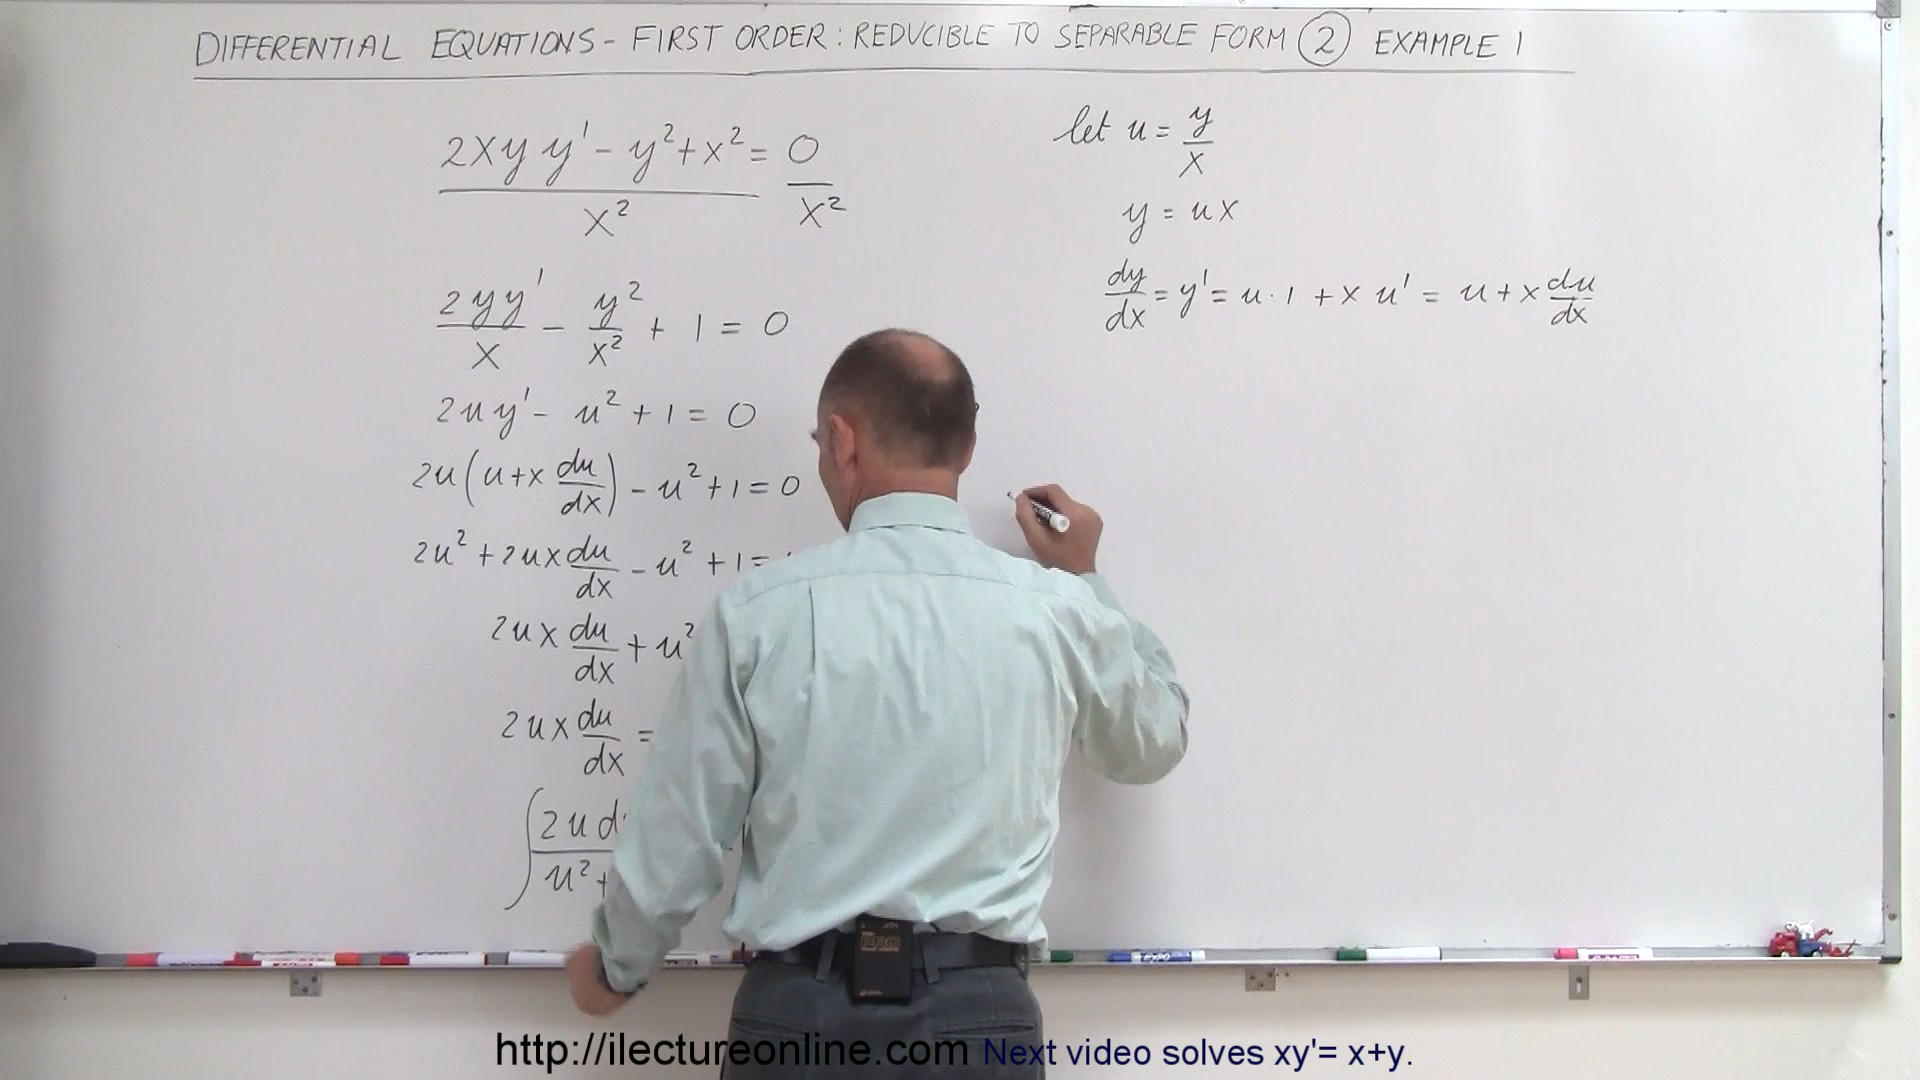 DIFFERENTIAL EQUATIONS - FIRST ORDER : REDUCIBLE TO SEPARABLE FORM ② EXAMPLE 1
2xy y' - y² + x² = 0
x² x²
2yy'/x - y²/x² + 1 = 0
2uy' - u² + 1 = 0
2u(u + x du/dx) - u² + 1 = 0
2u² + 2ux du/dx - u² + 1 =
2ux du/dx + u²
2ux du/dx =
∫ 2u d
u² +
let u = y/x
y = ux
dy/dx = y' = u · 1 + x u' = u + x du/dx
EXPO
PRO
http://ilectureonline.com Next video solves xy'= x+y.